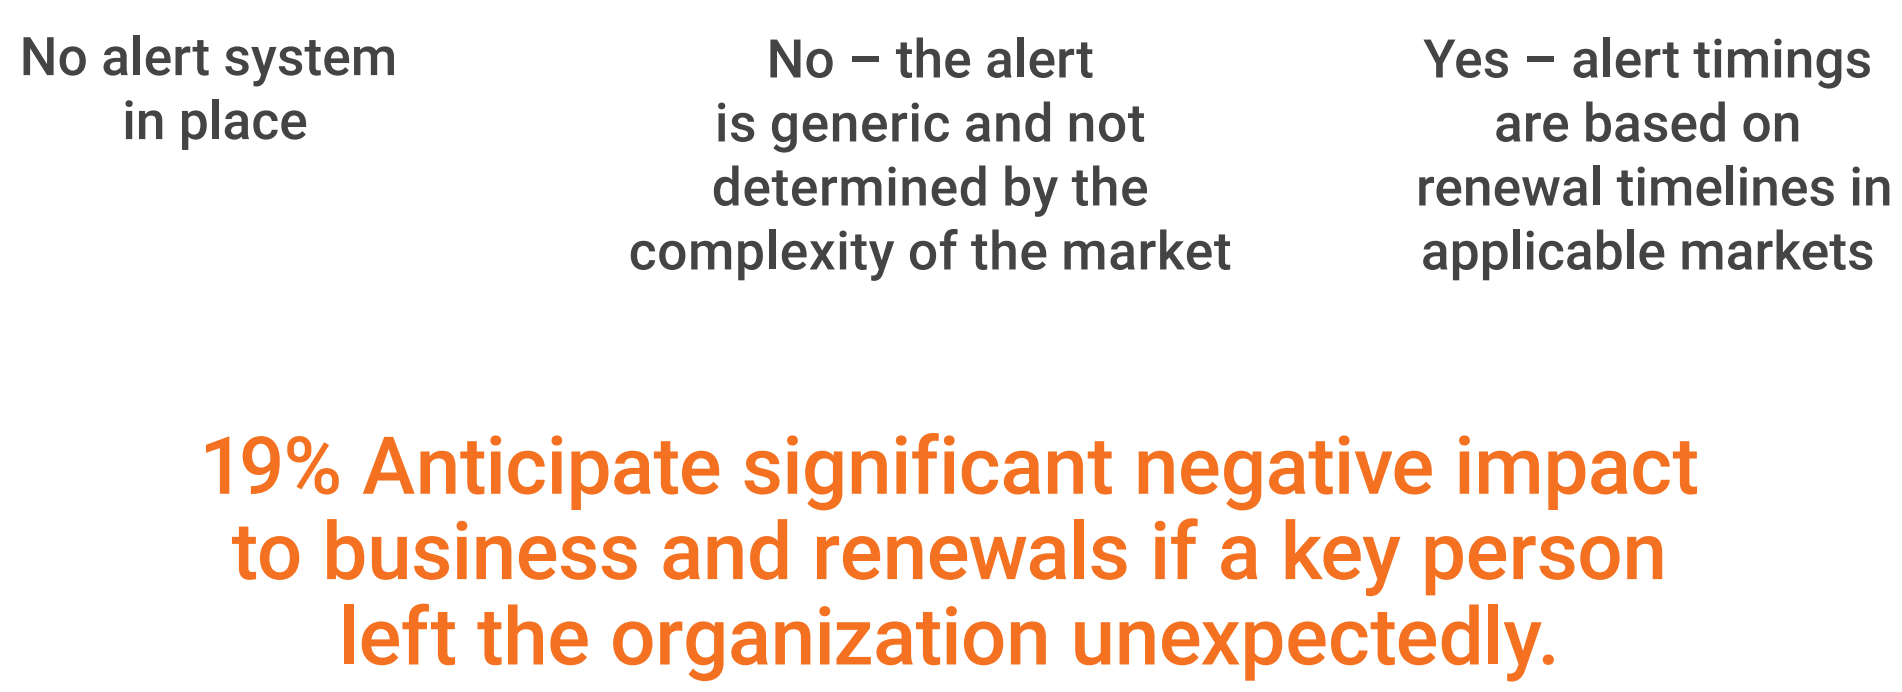 No alert system
in place
No – the alert
is generic and not
determined by the
complexity of the market
Yes – alert timings
are based on
renewal timelines in
applicable markets
19% Anticipate significant negative impact
to business and renewals if a key person
left the organization unexpectedly.